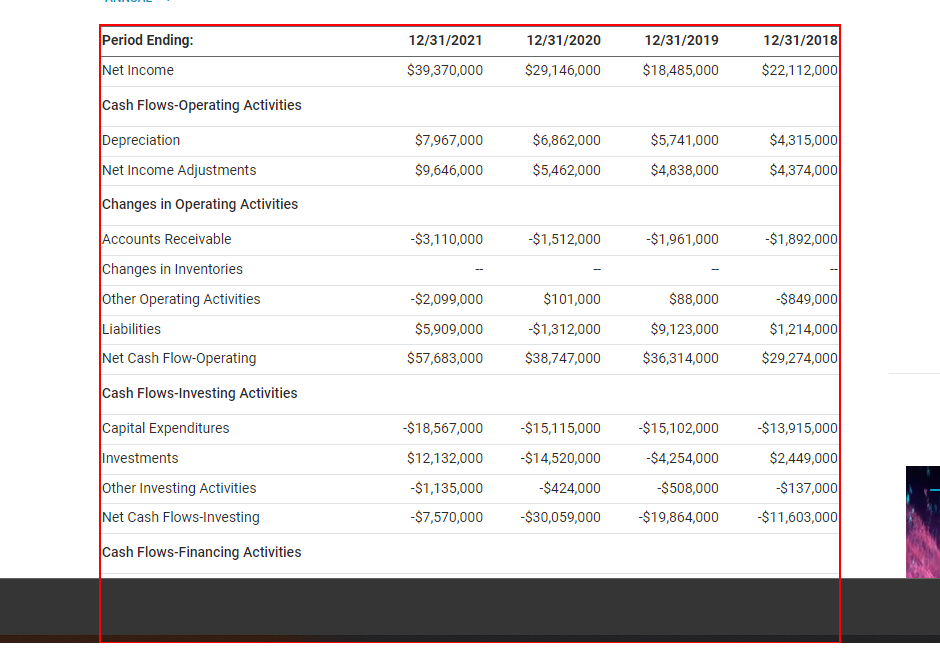 Period Ending: 12/31/2021 12/31/2020 12/31/2019 12/31/2018
Net Income $39,370,000 $29,146,000 $18,485,000 $22,112,000
Cash Flows-Operating Activities
Depreciation $7,967,000 $6,862,000 $5,741,000 $4,315,000
Net Income Adjustments $9,646,000 $5,462,000 $4,838,000 $4,374,000
Changes in Operating Activities
Accounts Receivable -$3,110,000 -$1,512,000 -$1,961,000 -$1,892,000
Changes in Inventories -- -- -- --
Other Operating Activities -$2,099,000 $101,000 $88,000 -$849,000
Liabilities $5,909,000 -$1,312,000 $9,123,000 $1,214,000
Net Cash Flow-Operating $57,683,000 $38,747,000 $36,314,000 $29,274,000
Cash Flows-Investing Activities
Capital Expenditures -$18,567,000 -$15,115,000 -$15,102,000 -$13,915,000
Investments $12,132,000 -$14,520,000 -$4,254,000 $2,449,000
Other Investing Activities -$1,135,000 -$424,000 -$508,000 -$137,000
Net Cash Flows-Investing -$7,570,000 -$30,059,000 -$19,864,000 -$11,603,000
Cash Flows-Financing Activities